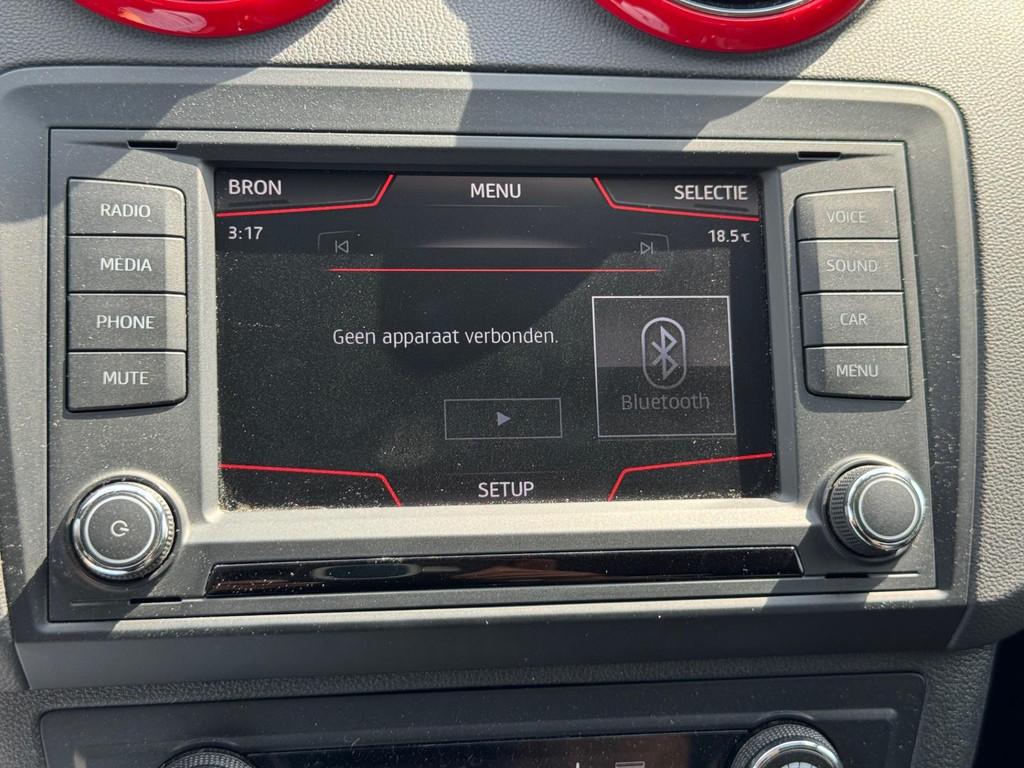 BRON MENU SELECTIE
3:17 18.5℃
Geen apparaat verbonden.
Bluetooth
SETUP
RADIO
MEDIA
PHONE
MUTE
VOICE
SOUND
CAR
MENU